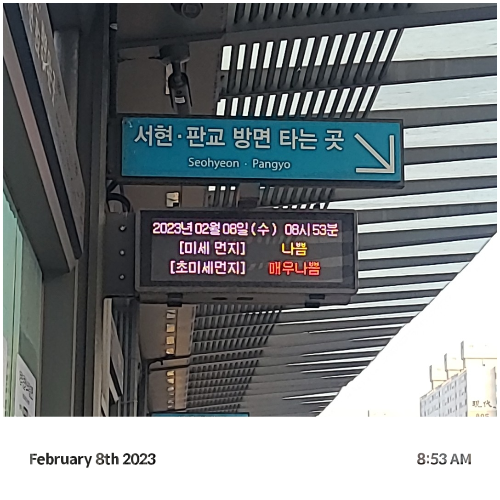 서현·판교 방면 타는 곳
Seohyeon · Pangyo
2023년 02월 08일 (수) 08시 53분
[미세 먼지] 나쁨
[초미세먼지] 매우나쁨
現代
February 8th 2023 8:53 AM